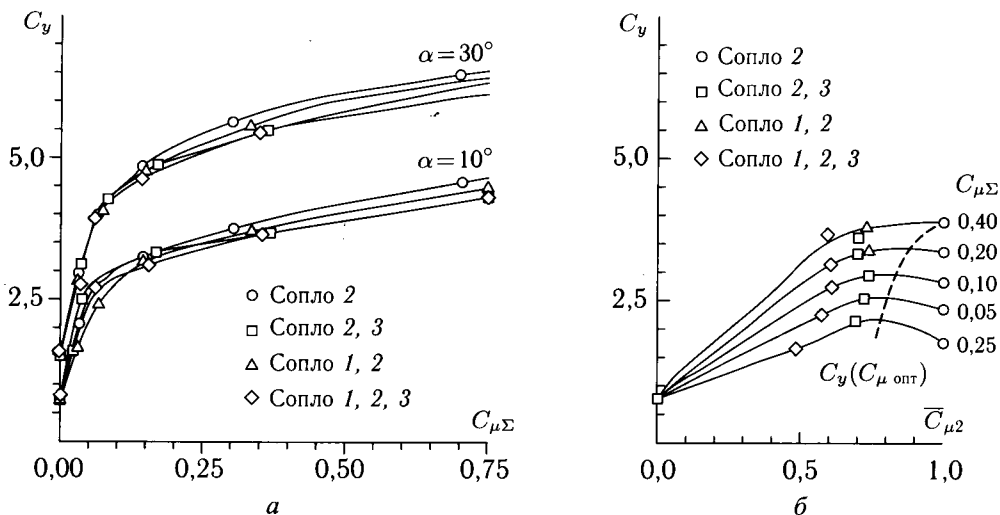 C_y
α=30°
5,0
α=10°
2,5
Сопло 2
Сопло 2, 3
Сопло 1, 2
Сопло 1, 2, 3
C_μΣ
0,00 0,25 0,50 0,75
а
C_y
Сопло 2
Сопло 2, 3
Сопло 1, 2
Сопло 1, 2, 3
5,0
C_μΣ
0,40
0,20
2,5
0,10
0,05
0,25
C_y(C_μ опт)
C̅_μ2
0,0 0,5 1,0
б